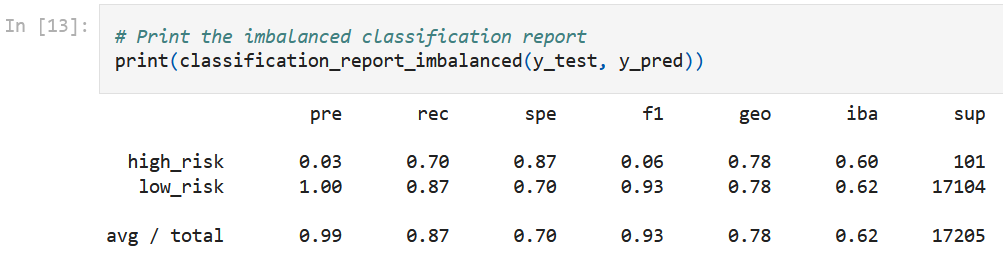 In [13]:
# Print the imbalanced classification report
print(classification_report_imbalanced(y_test, y_pred))
pre rec spe f1 geo iba sup
high_risk 0.03 0.70 0.87 0.06 0.78 0.60 101
low_risk 1.00 0.87 0.70 0.93 0.78 0.62 17104
avg / total 0.99 0.87 0.70 0.93 0.78 0.62 17205